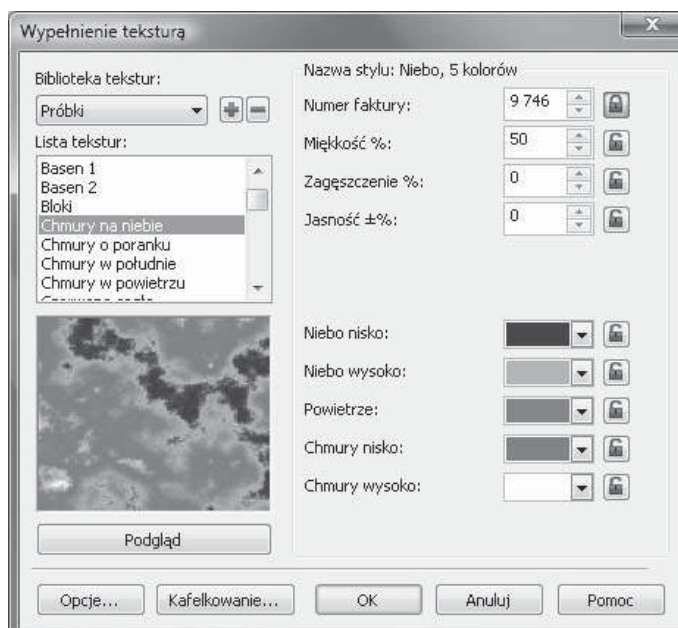 Wypełnienie teksturą
Biblioteka tekstur:
Próbki
Lista tekstur:
Basen 1
Basen 2
Bloki
Chmury na niebie
Chmury o poranku
Chmury w południe
Chmury w powietrzu
Podgląd
Nazwa stylu: Niebo, 5 kolorów
Numer faktury: 9 746
Miękkość %: 50
Zagęszczenie %: 0
Jasność ±%: 0
Niebo nisko:
Niebo wysoko:
Powietrze:
Chmury nisko:
Chmury wysoko:
Opcje... Kafelkowanie... OK Anuluj Pomoc